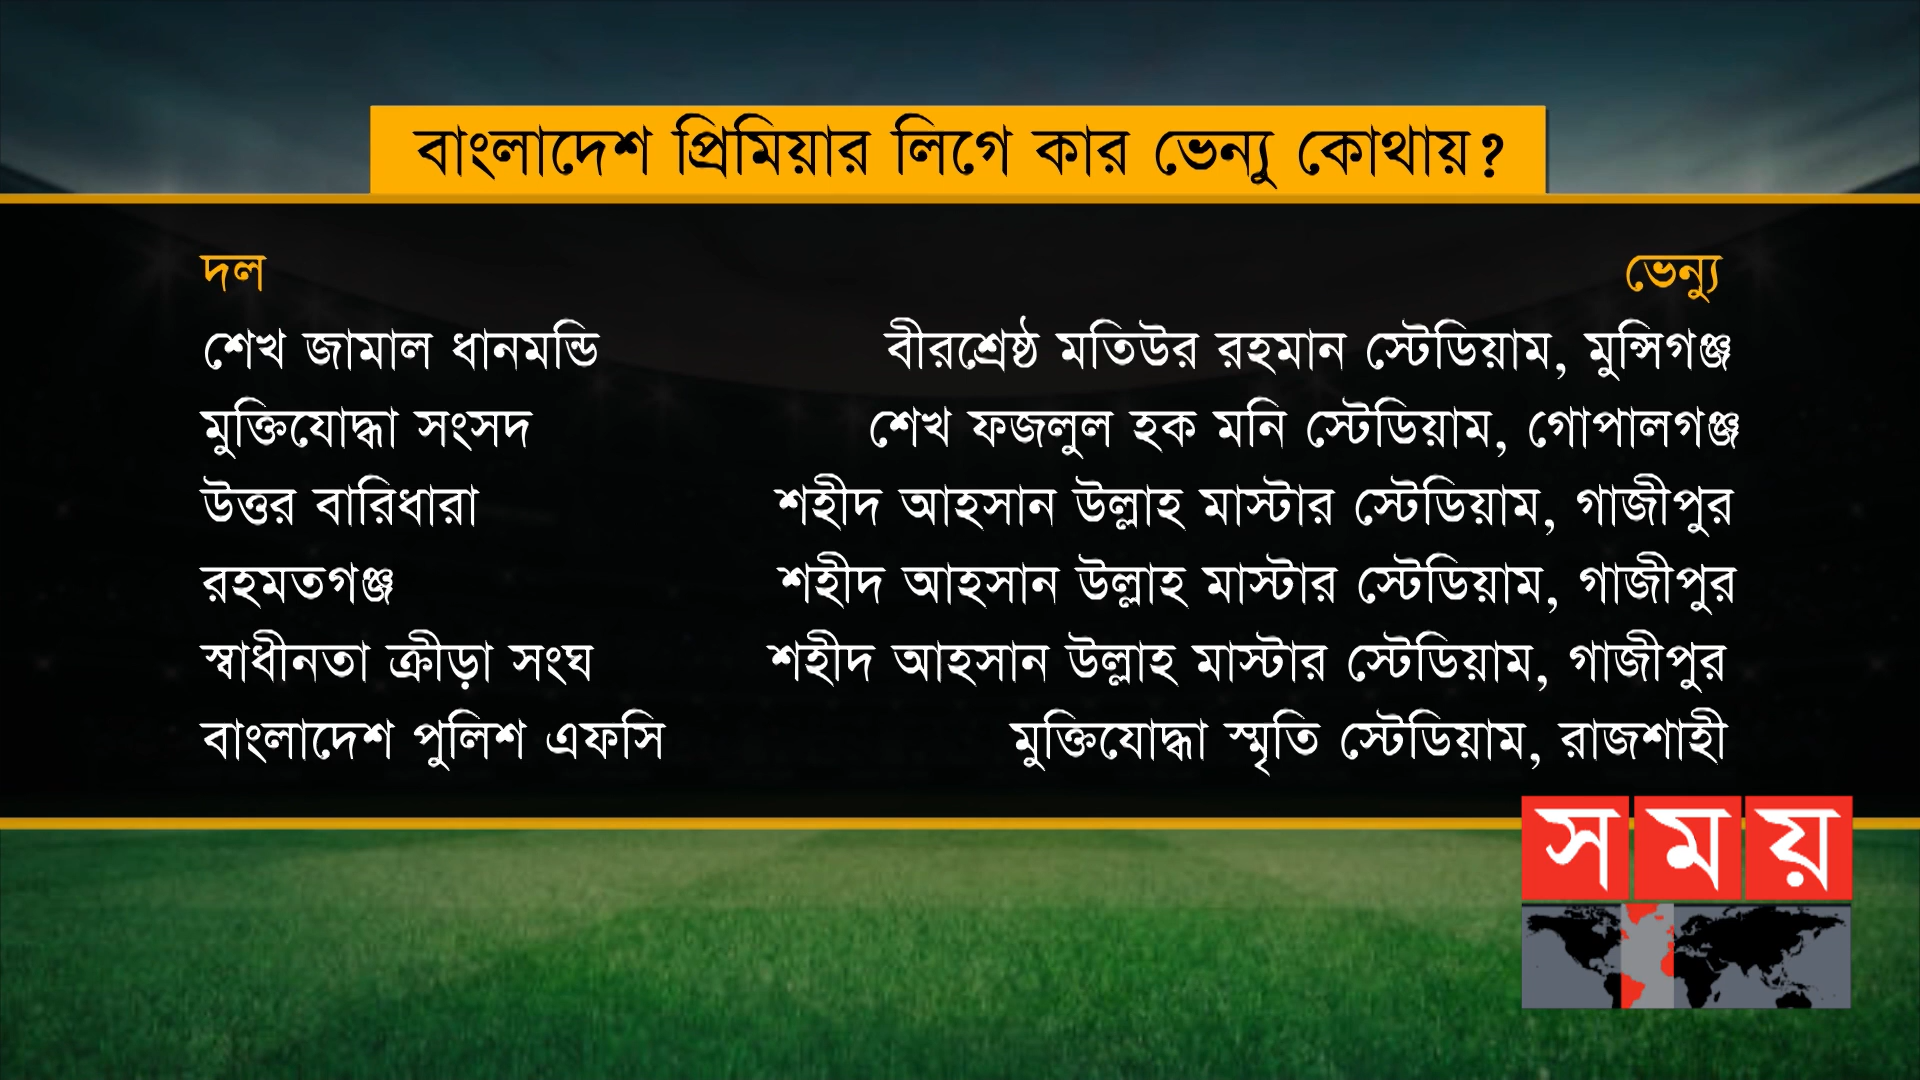 বাংলাদেশ প্রিমিয়ার লিগে কার ভেন্যু কোথায়?
দল ভেন্যু
শেখ জামাল ধানমন্ডি বীরশ্রেষ্ঠ মতিউর রহমান স্টেডিয়াম, মুন্সিগঞ্জ
মুক্তিযোদ্ধা সংসদ শেখ ফজলুল হক মনি স্টেডিয়াম, গোপালগঞ্জ
উত্তর বারিধারা শহীদ আহসান উল্লাহ মাস্টার স্টেডিয়াম, গাজীপুর
রহমতগঞ্জ শহীদ আহসান উল্লাহ মাস্টার স্টেডিয়াম, গাজীপুর
স্বাধীনতা ক্রীড়া সংঘ শহীদ আহসান উল্লাহ মাস্টার স্টেডিয়াম, গাজীপুর
বাংলাদেশ পুলিশ এফসি মুক্তিযোদ্ধা স্মৃতি স্টেডিয়াম, রাজশাহী
সময়